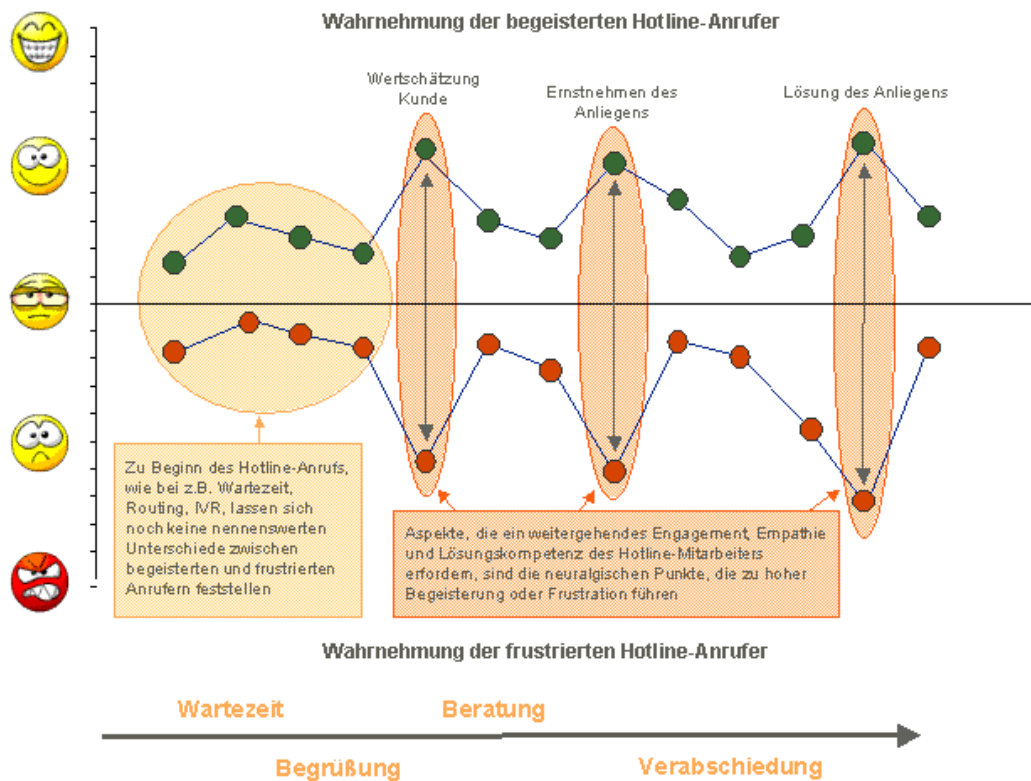 Wahrnehmung der begeisterten Hotline-Anrufer
Wertschätzung
Kunde
Ernstnehmen des
Anliegens
Lösung des Anliegens
Zu Beginn des Hotline-Anrufs,
wie bei z.B. Wartezeit,
Routing, IVR, lassen sich
noch keine nennenswerten
Unterschiede zwischen
begeisterten und frustrierten
Anrufern feststellen
Aspekte, die ein weitergehendes Engagement, Empathie
und Lösungskompetenz des Hotline-Mitarbeiters
erfordern, sind die neuralgischen Punkte, die zu hoher
Begeisterung oder Frustration führen
Wahrnehmung der frustrierten Hotline-Anrufer
Wartezeit
Beratung
Begrüßung
Verabschiedung